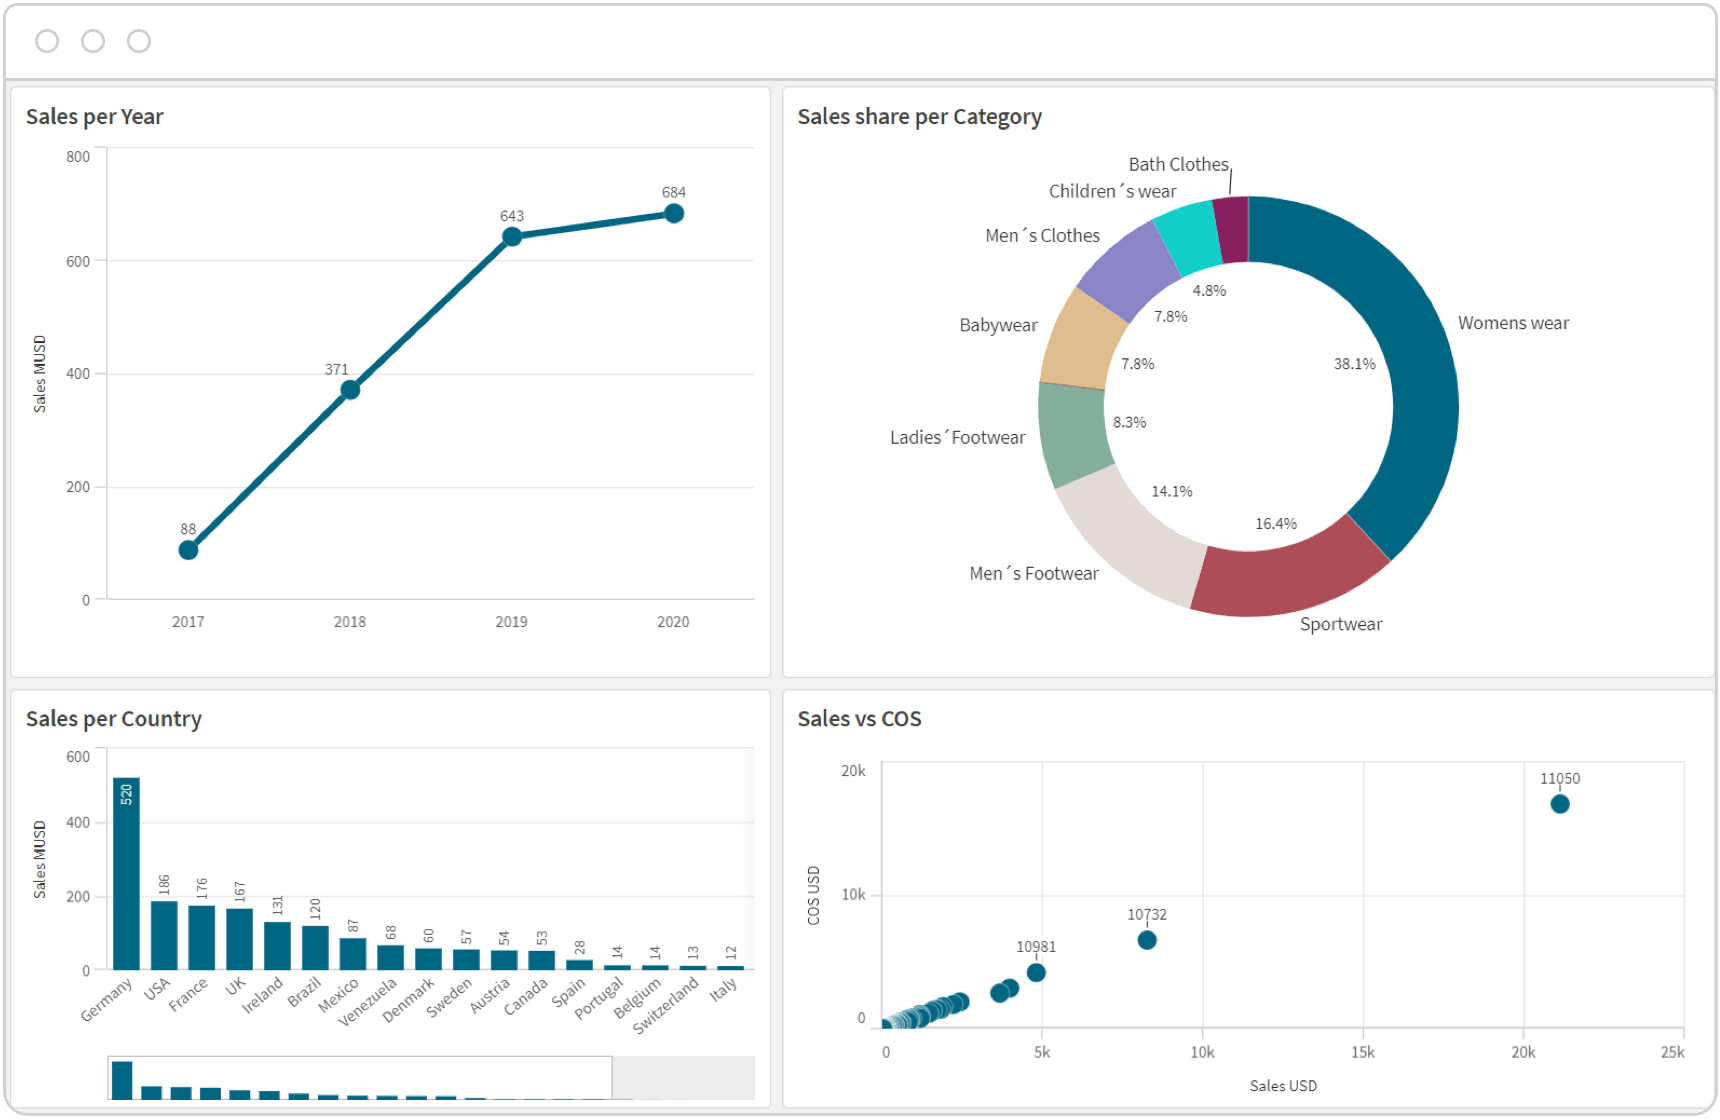 Sales per Year
800
600
400
200
0
Sales MUSD
88
371
643
684
2017 2018 2019 2020
Sales share per Category
Bath Clothes
Children´s wear
Men´s Clothes
Babywear
Ladies´Footwear
Men´s Footwear
Sportwear
Womens wear
4.8%
7.8%
7.8%
8.3%
14.1%
16.4%
38.1%
Sales per Country
600
400
200
0
Sales MUSD
520 186 176 167 131 120 87 68 60 57 54 53 28 14 14 13 12
Germany USA France UK Ireland Brazil Mexico Venezuela Denmark Sweden Austria Canada Spain Portugal Belgium Switzerland Italy
Sales vs COS
20k
10k
0
COS USD
11050
10732
10981
0 5k 10k 15k 20k 25k
Sales USD